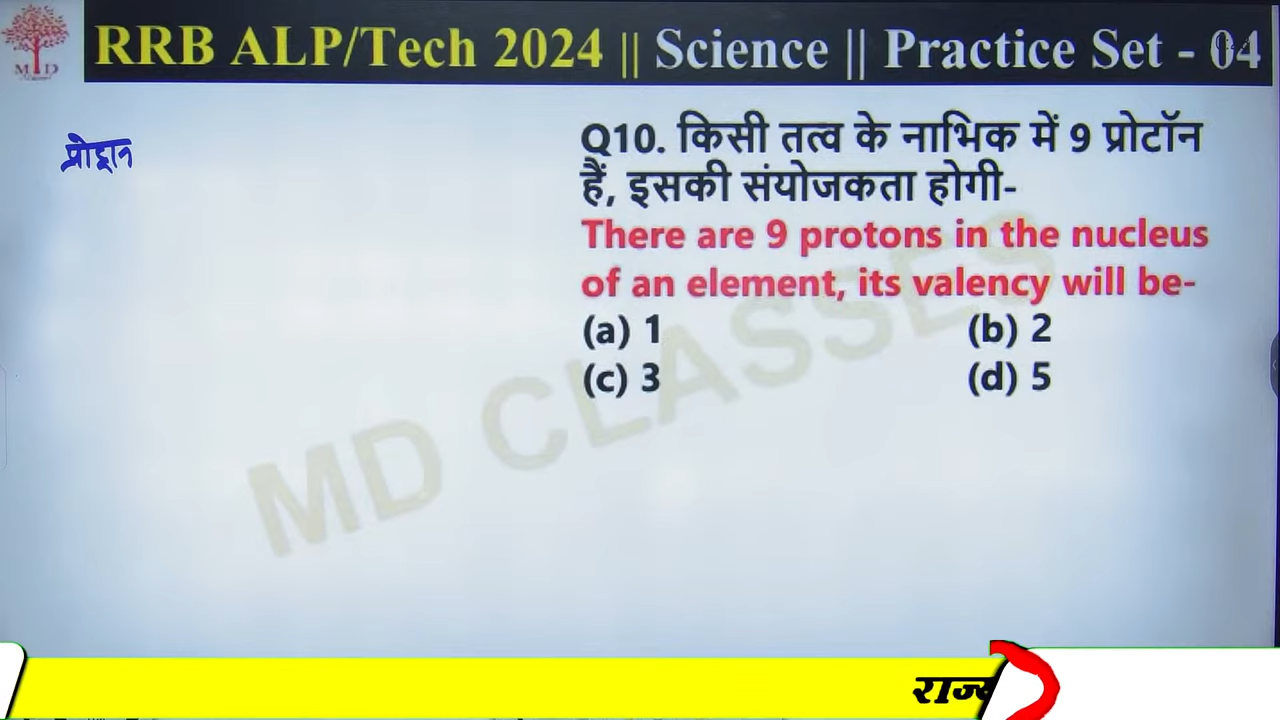 RRB ALP/Tech 2024 || Science || Practice Set - 04
Q10. किसी तत्व के नाभिक में 9 प्रोटॉन
हैं, इसकी संयोजकता होगी-
There are 9 protons in the nucleus
of an element, its valency will be-
(a) 1 (b) 2
(c) 3 (d) 5
MD CLASSES